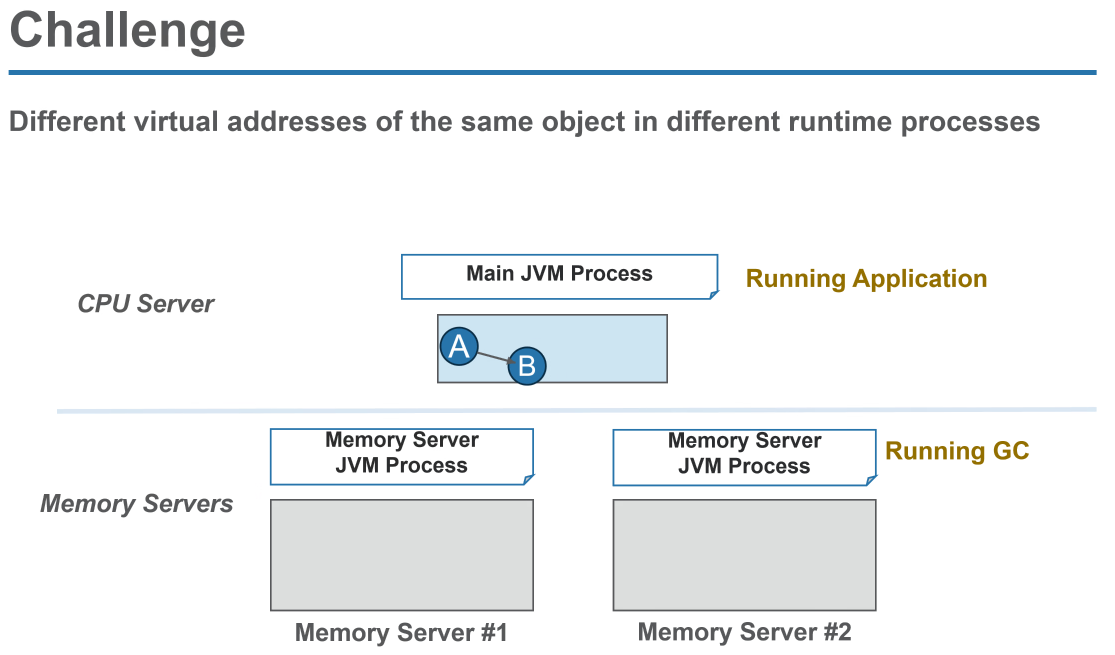 Challenge
Different virtual addresses of the same object in different runtime processes
Main JVM Process
Running Application
CPU Server
A
B
Memory Server
JVM Process
Memory Server
JVM Process
Running GC
Memory Servers
Memory Server #1
Memory Server #2